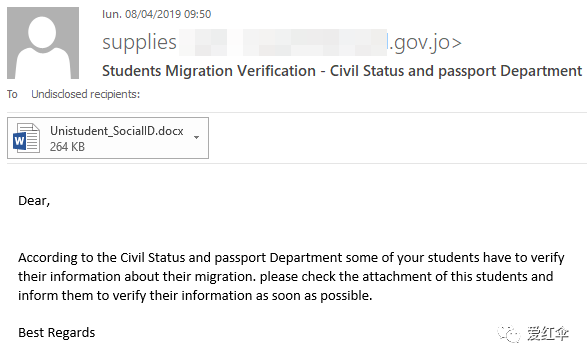 lun. 08/04/2019 09:50
supplies .gov.jo>
Students Migration Verification - Civil Status and passport Department
To Undisclosed recipients:
Unistudent_SocialID.docx
264 KB
Dear,
According to the Civil Status and passport Department some of your students have to verify
their information about their migration. please check the attachment of this students and
inform them to verify their information as soon as possible.
Best Regards
爱红伞